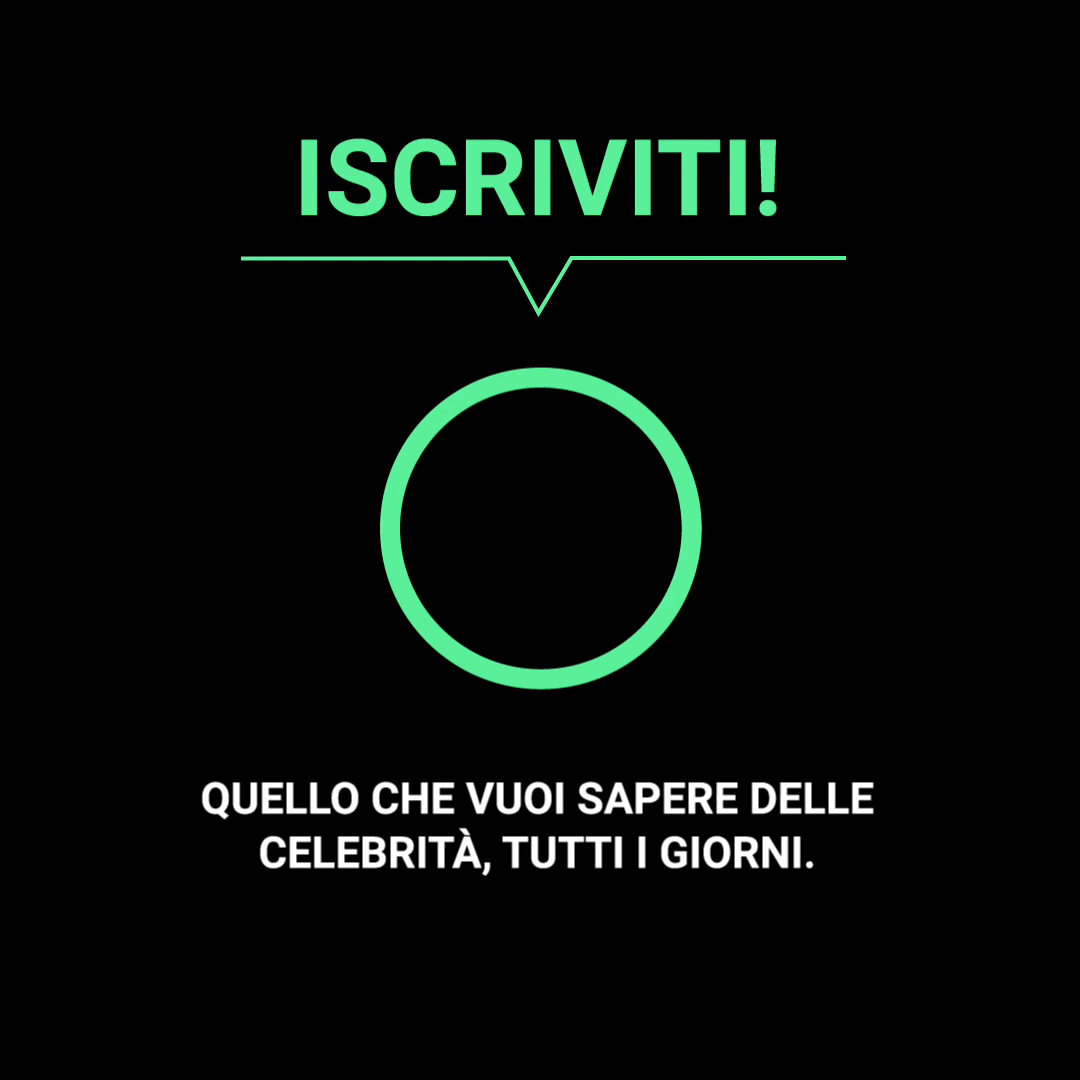 ISCRIVITI!
QUELLO CHE VUOI SAPERE DELLE
CELEBRITÀ, TUTTI I GIORNI.